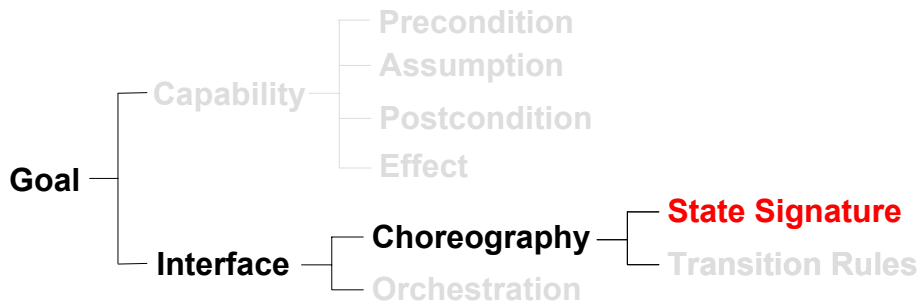 Precondition
Assumption
Capability
Postcondition
Effect
Goal
State Signature
Choreography
Interface
Transition Rules
Orchestration